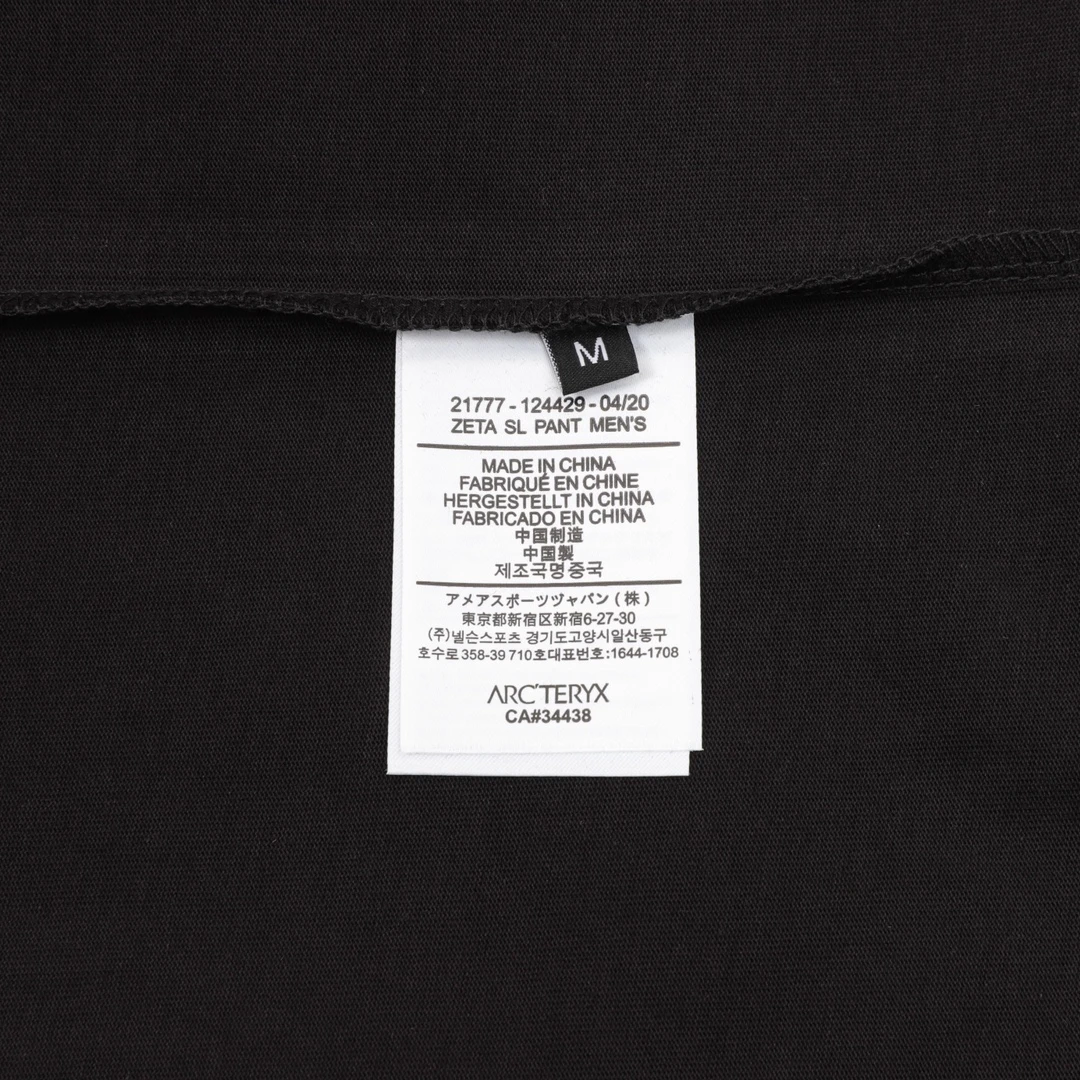 M
21777 - 124429 - 04/20
ZETA SL PANT MEN'S
MADE IN CHINA
FABRIQUÉ EN CHINE
HERGESTELLT IN CHINA
FABRICADO EN CHINA
中国制造
中国製
제조국명중국
アメアスポーツヅャバン (株)
東京都新宿区新宿6-27-30
(주)넬슨스포츠 경기도고양시일산동구
호수로 358-39 710호대표번호:1644-1708
ARC'TERYX
CA#34438